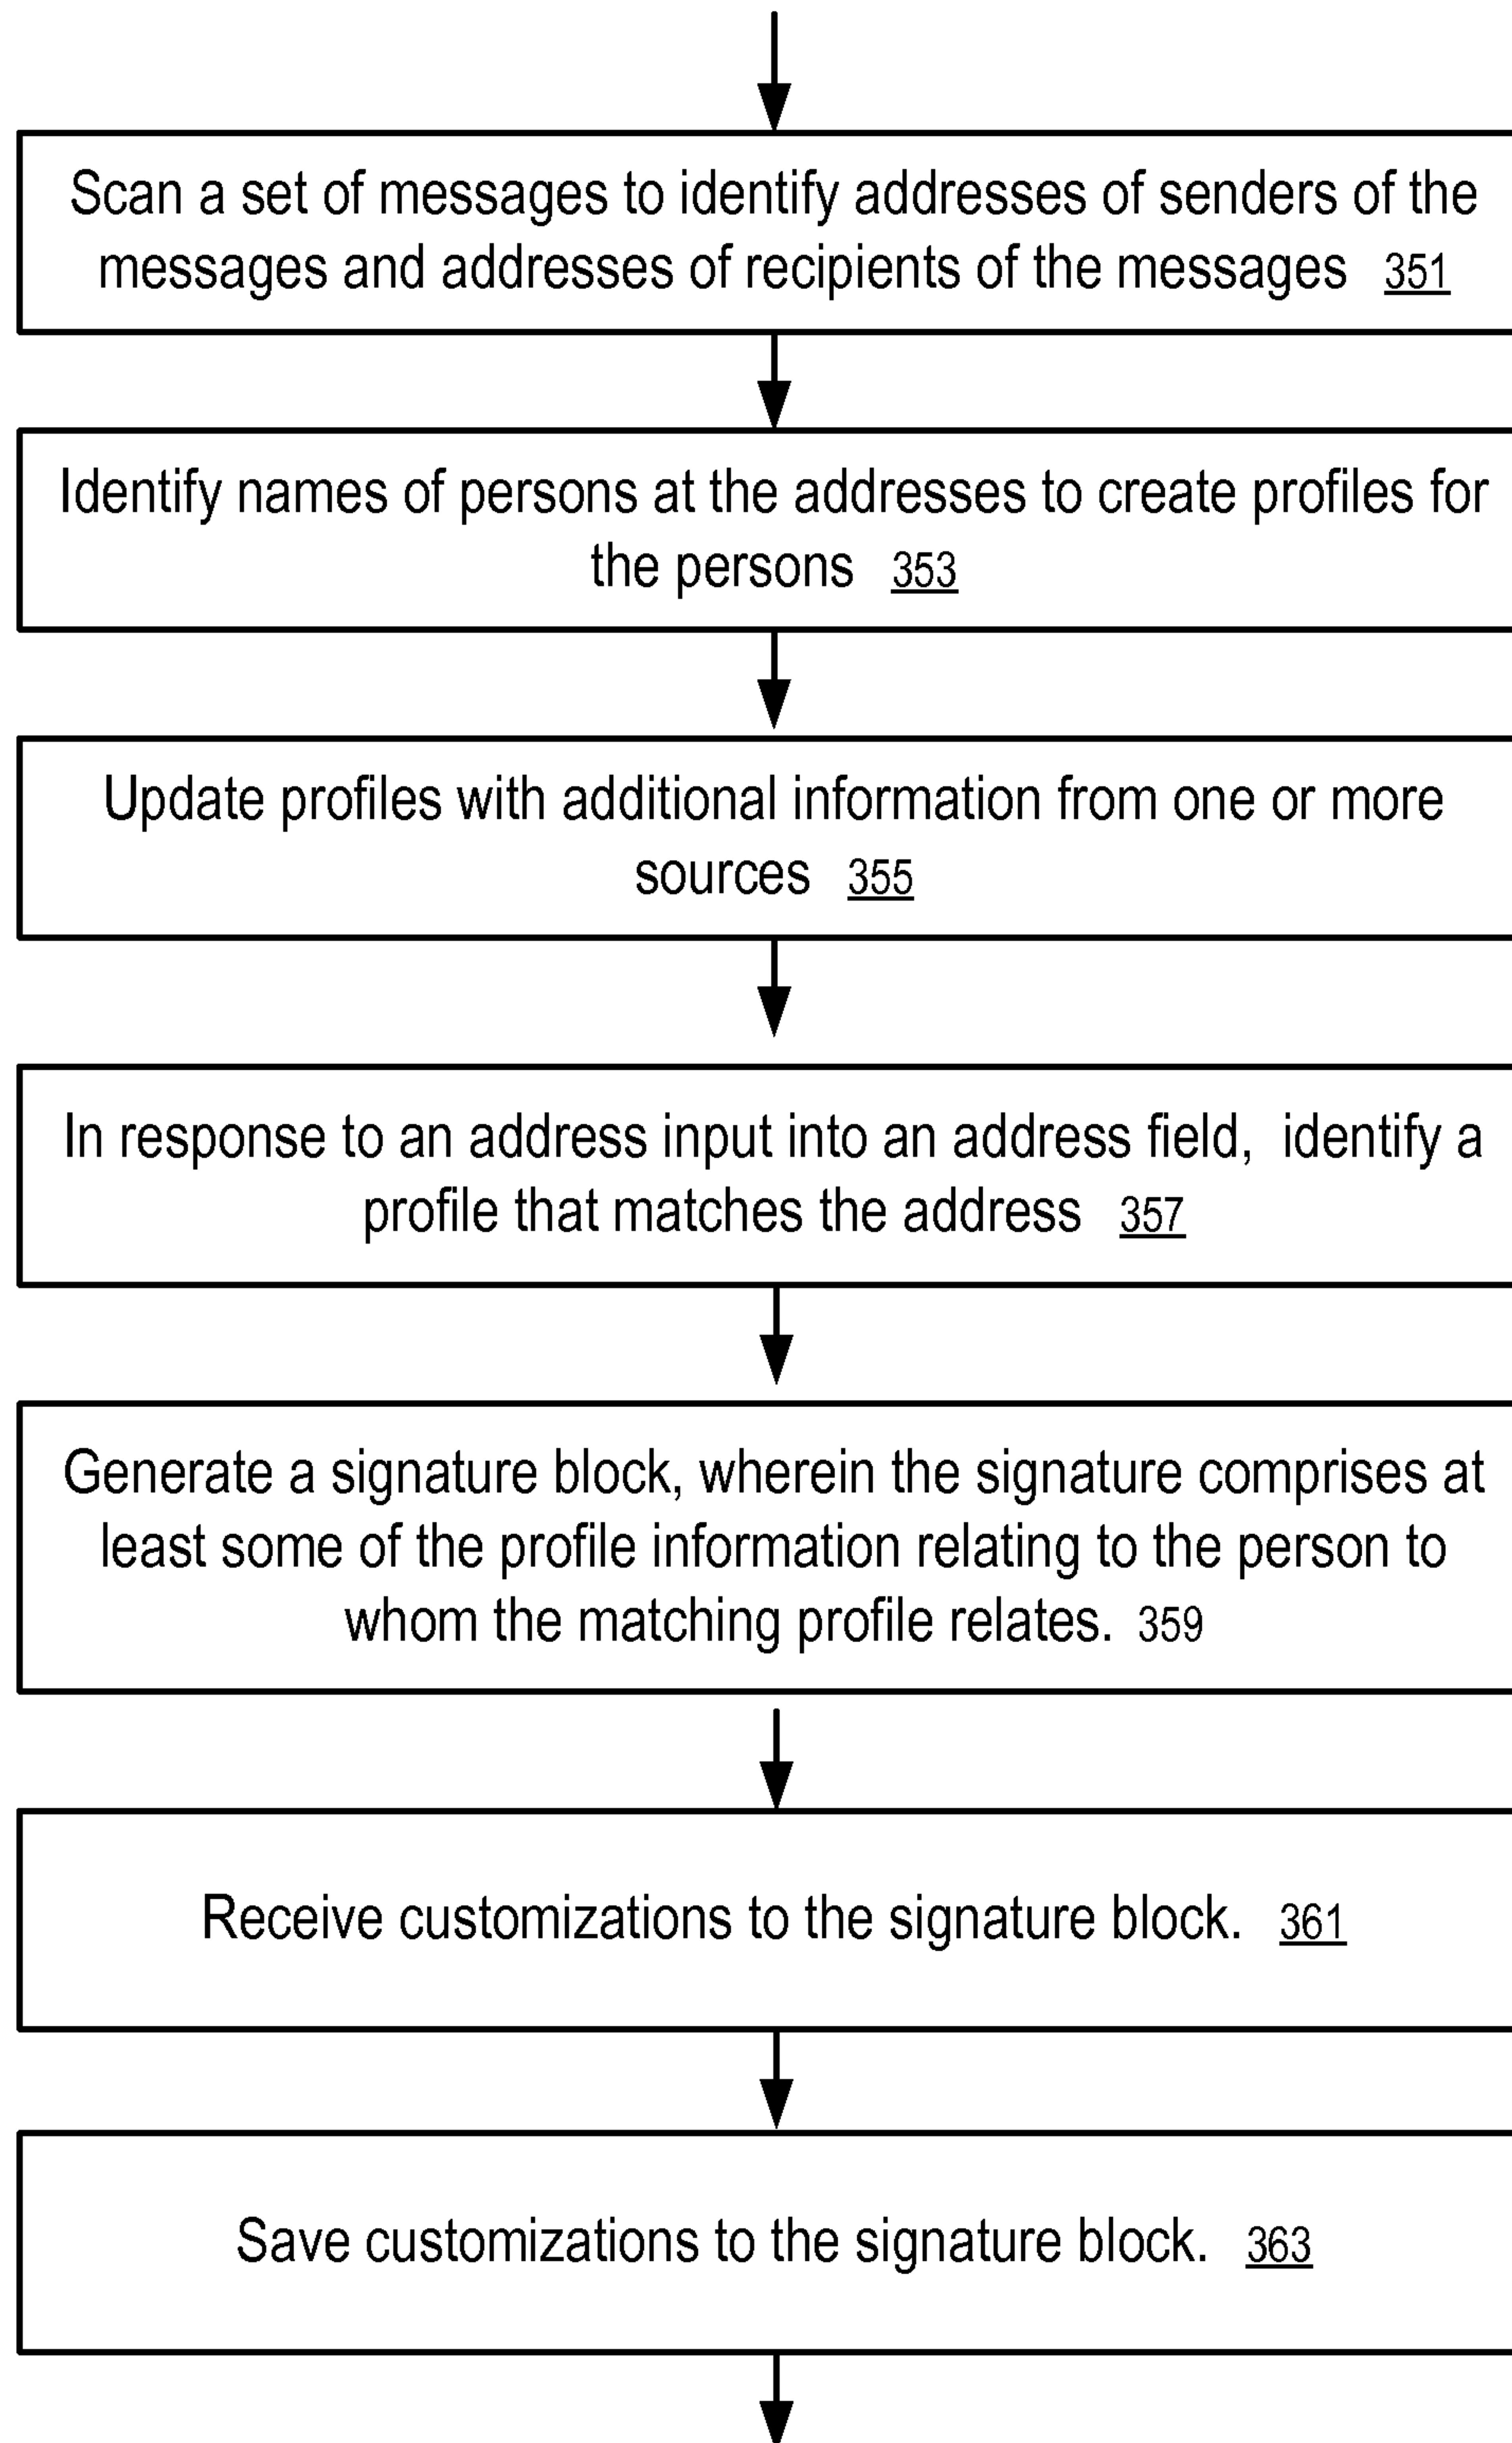 Scan a set of messages to identify addresses of senders of the
messages and addresses of recipients of the messages 351
Identify names of persons at the addresses to create profiles for
the persons 353
Update profiles with additional information from one or more
sources 355
In response to an address input into an address field, identify a
profile that matches the address 357
Generate a signature block, wherein the signature comprises at
least some of the profile information relating to the person to
whom the matching profile relates. 359
Receive customizations to the signature block. 361
Save customizations to the signature block. 363